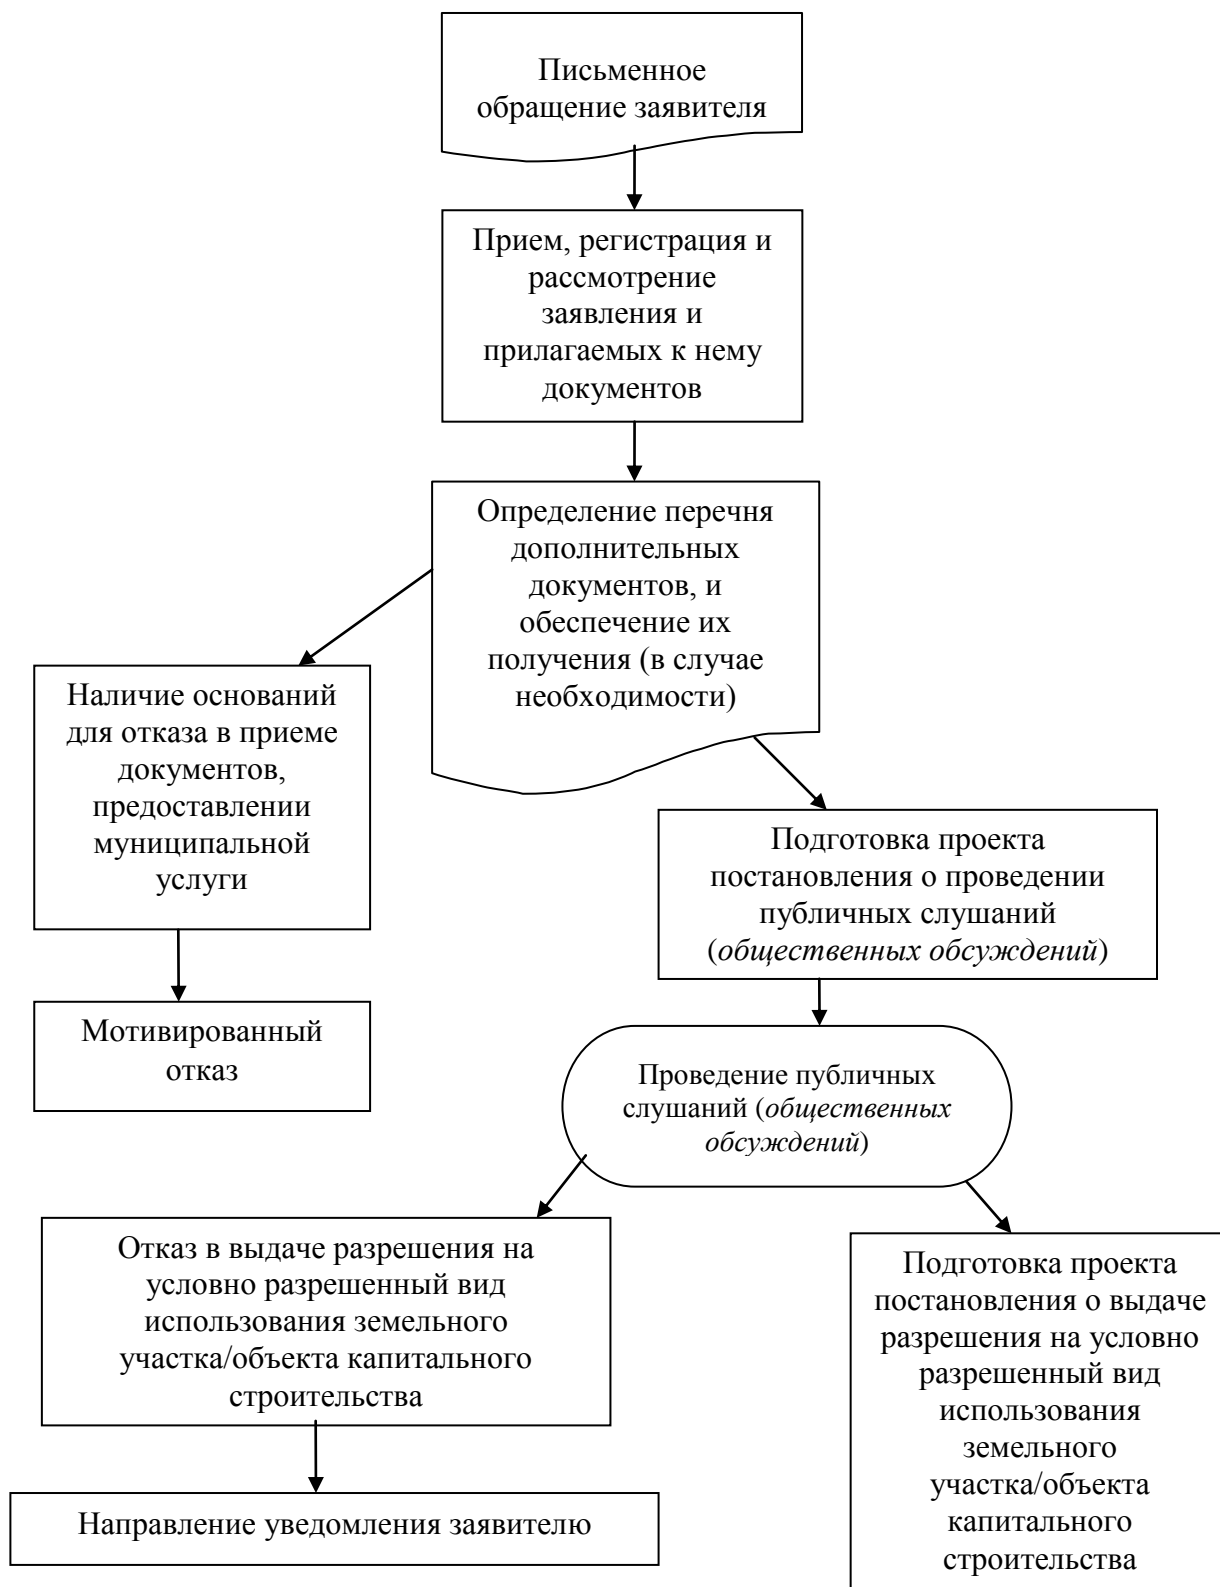 Письменное
обращение заявителя
Прием, регистрация и
рассмотрение
заявления и
прилагаемых к нему
документов
Определение перечня
дополнительных
документов, и
обеспечение их
получения (в случае
необходимости)
Наличие оснований
для отказа в приеме
документов,
предоставлении
муниципальной
услуги
Мотивированный
отказ
Подготовка проекта
постановления о проведении
публичных слушаний
(общественных обсуждений)
Проведение публичных
слушаний (общественных
обсуждений)
Отказ в выдаче разрешения на
условно разрешенный вид
использования земельного
участка/объекта капитального
строительства
Направление уведомления заявителю
Подготовка проекта
постановления о выдаче
разрешения на условно
разрешенный вид
использования
земельного
участка/объекта
капитального
строительства